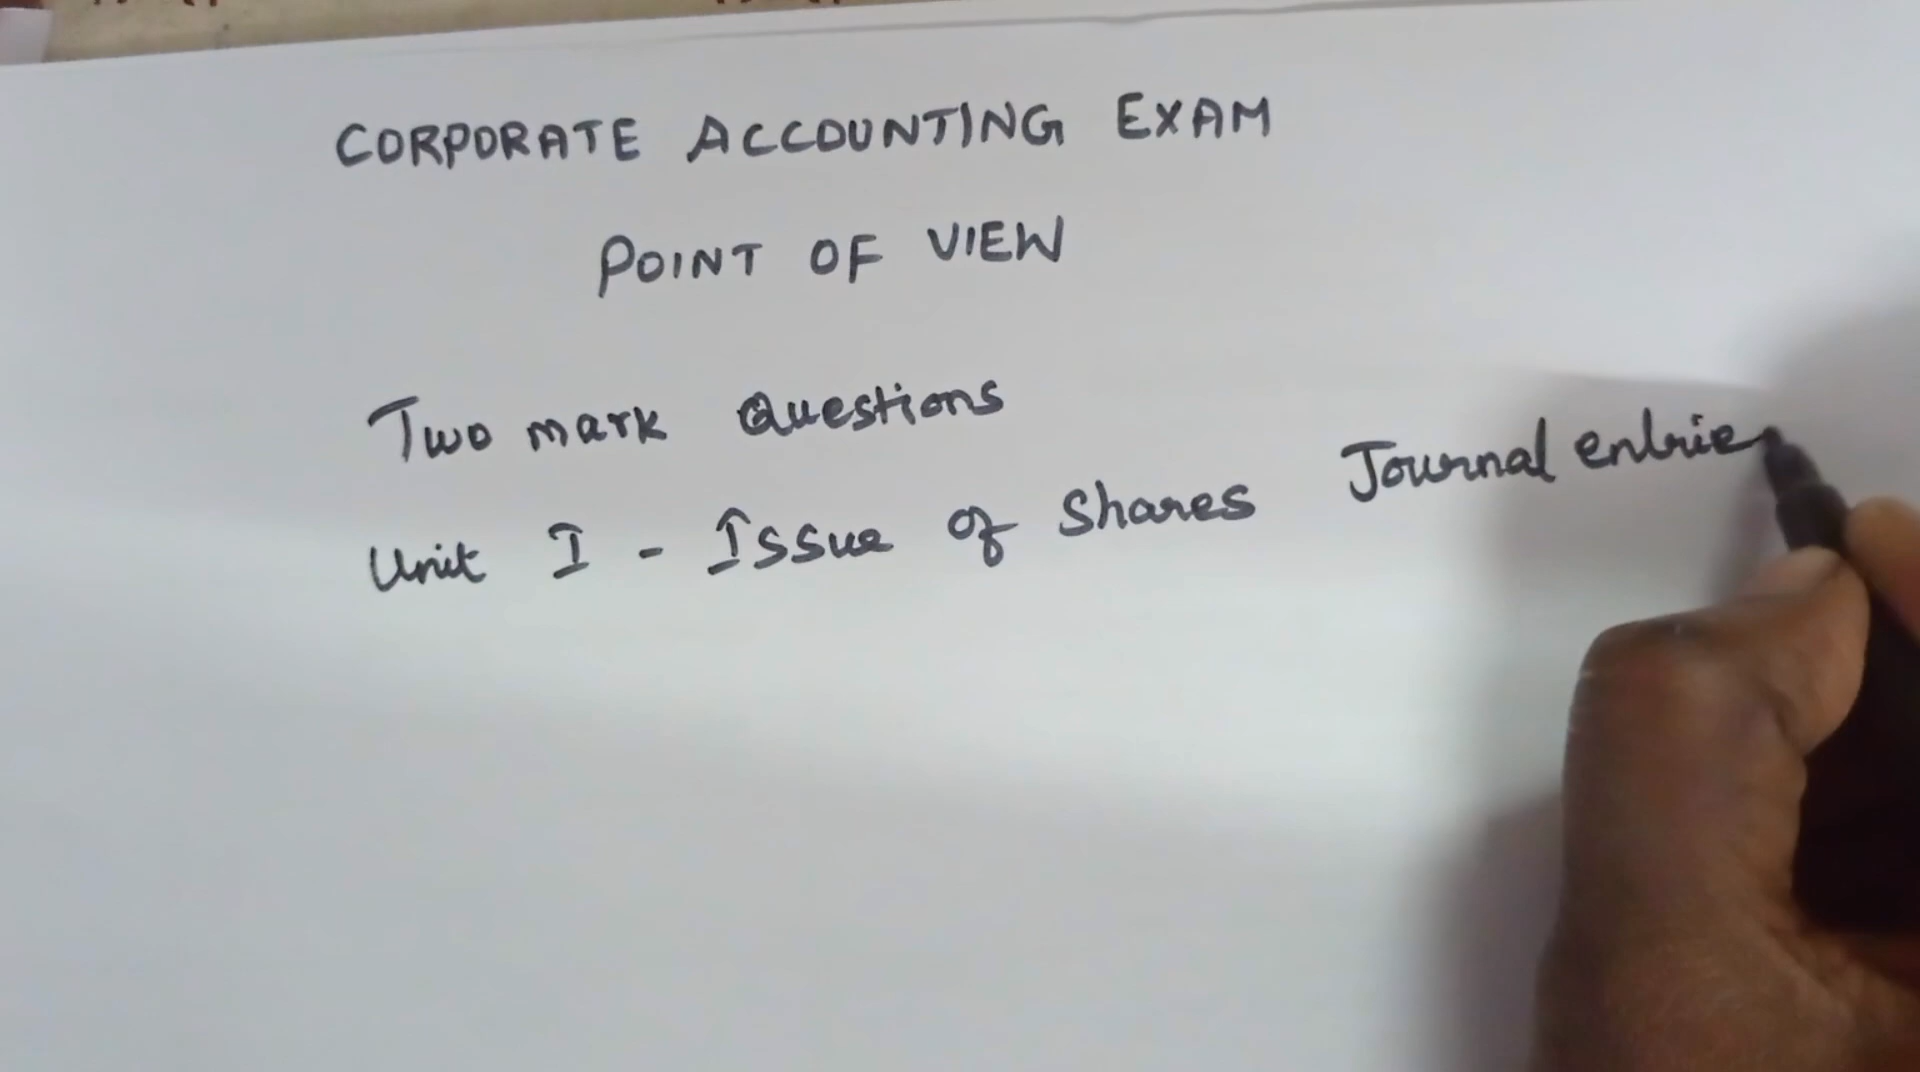 CORPORATE ACCOUNTING EXAM
POINT OF VIEW
Two mark Questions
Unit I - Issue of Shares Journal entrie